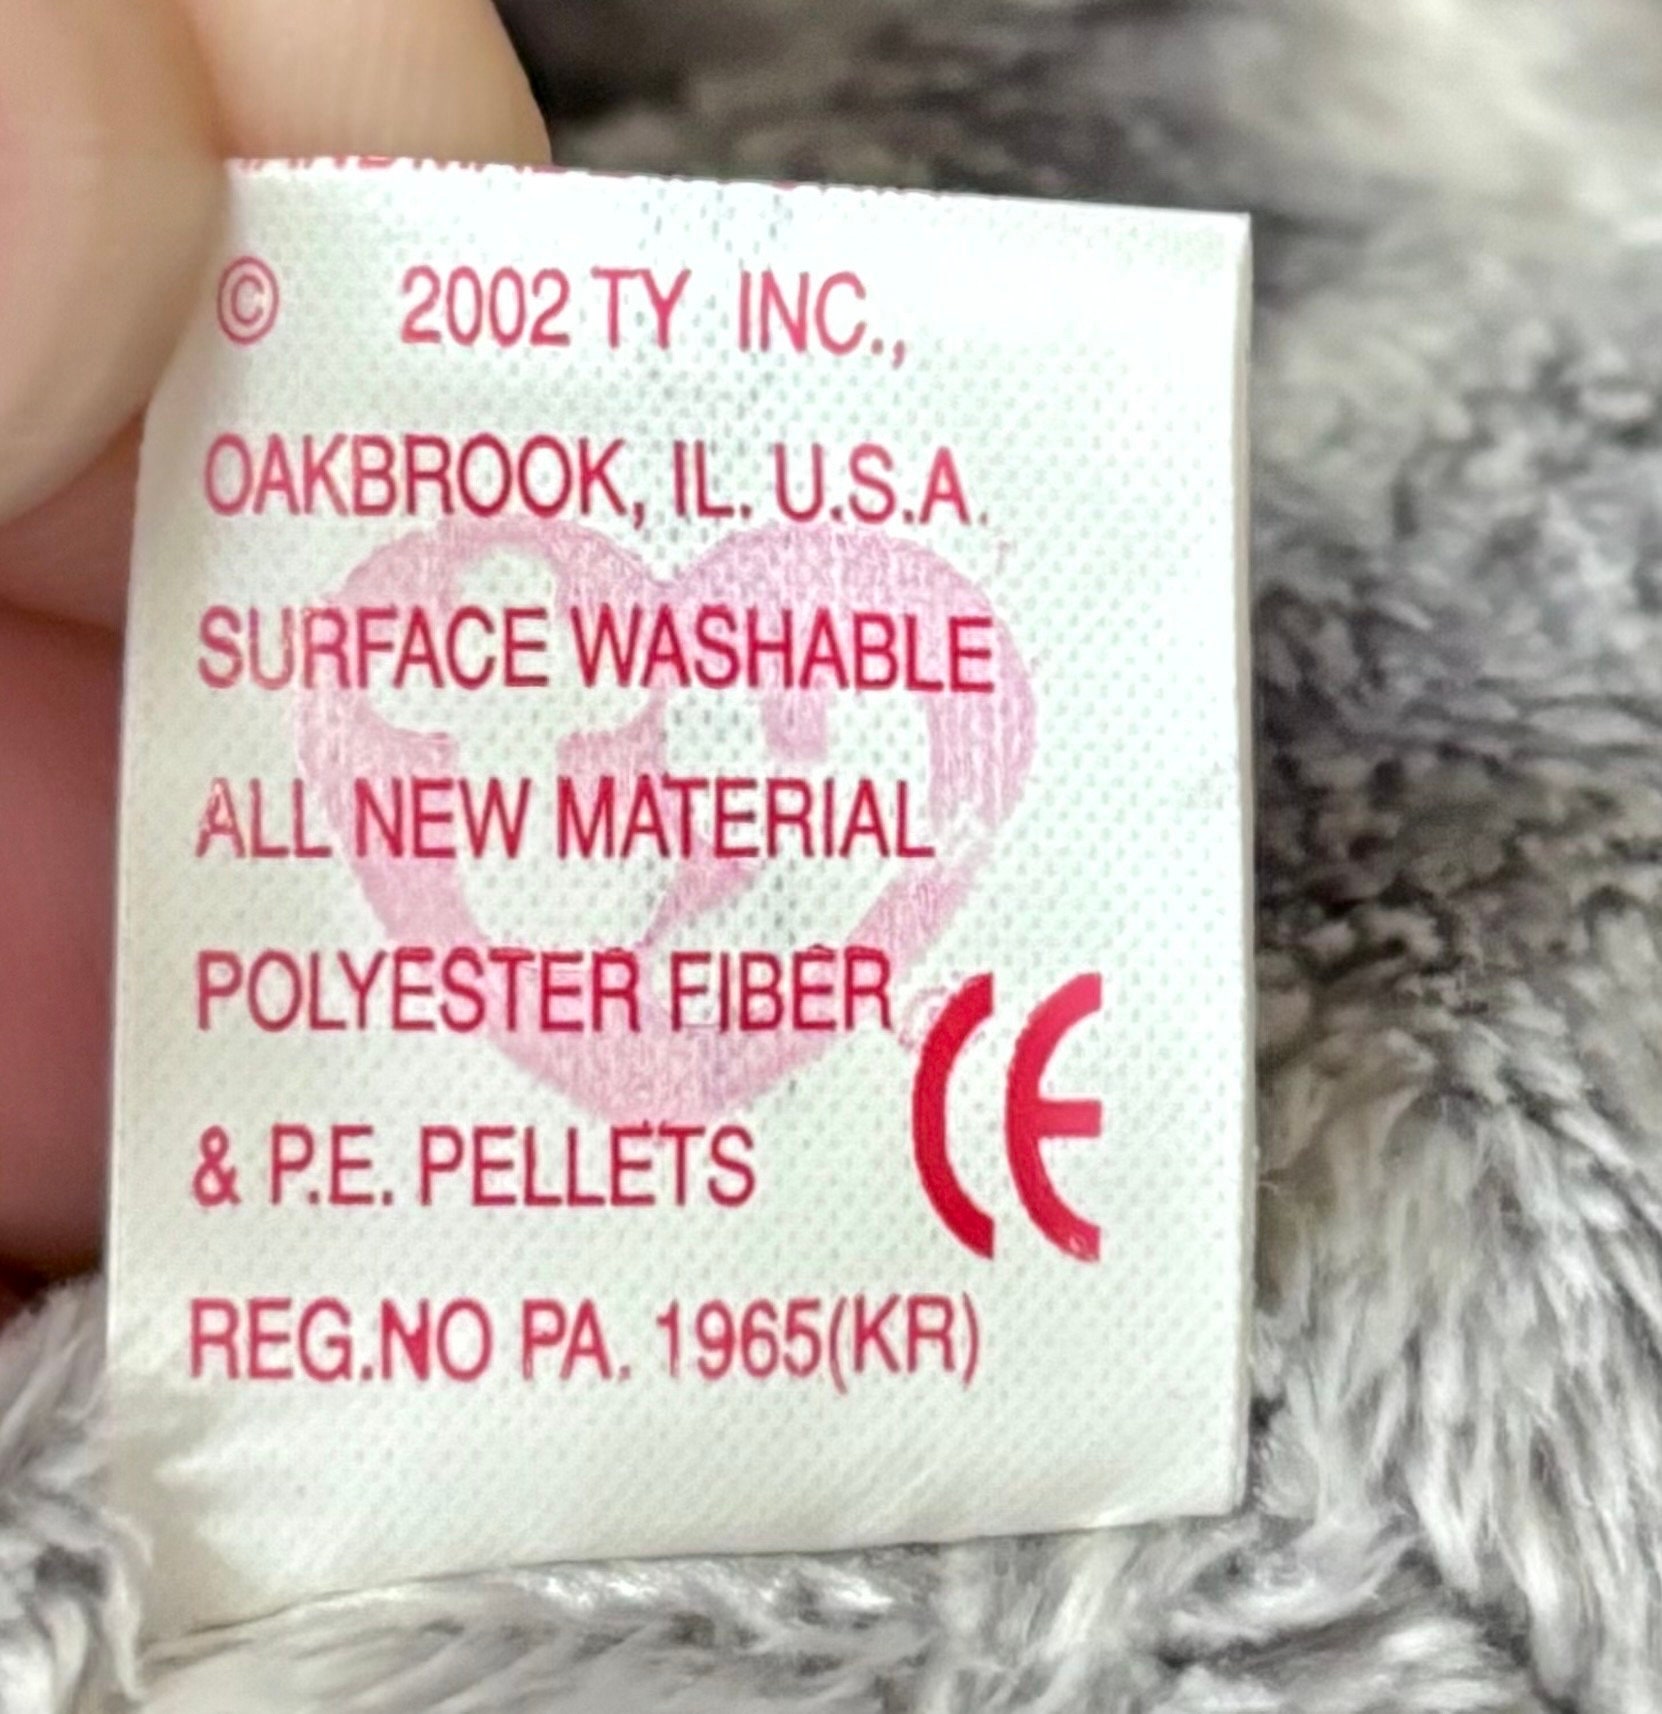 © 2002 TY INC.,
OAKBROOK, IL. U.S.A.
SURFACE WASHABLE
ALL NEW MATERIAL
POLYESTER FIBER
& P.E. PELLETS
CE
REG.NO PA. 1965(KR)